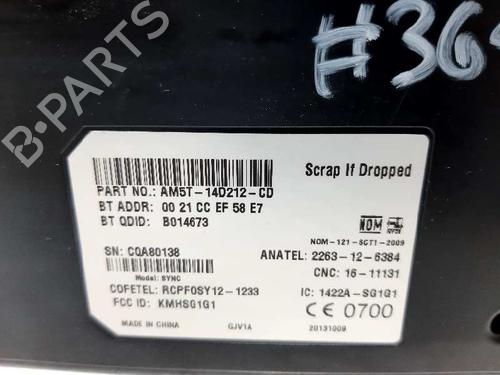 #36
B-PARTS
Scrap If Dropped
PART NO.: AM5T-14D212-CD
BT ADDR: 00 21 CC EF 58 E7
BT QDID: B014673
NOM
NOM-121-SCT1-2009
SN: CQA80138
ANATEL: 2263-12-6384
Model: SYNC
CNC: 16-11131
COFETEL: RCPF0SY12-1233
IC: 1422A-SG1G1
FCC ID: KMHSG1G1
CE 0700
MADE IN CHINA
GJV1A
20131009